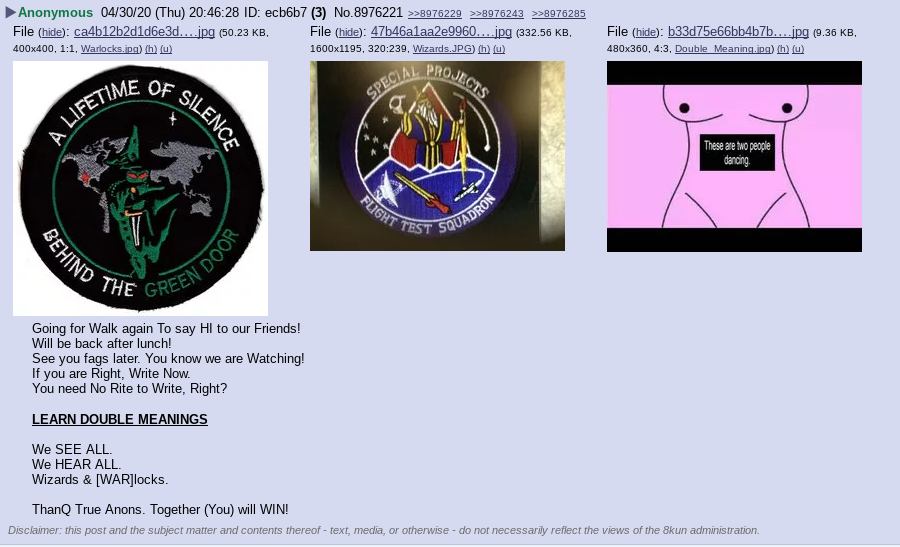 Anonymous 04/30/20 (Thu) 20:46:28 ID: ecb6b7 (3) No.8976221 >>8976229 >>8976243 >>8976285
File (hide): ca4b12b2d1d6e3d….jpg (50.23 KB, 400x400, 1:1, Warlocks.jpg) (h) (u)
A LIFETIME OF SILENCE
BEHIND THE GREEN DOOR
File (hide): 47b46a1aa2e9960….jpg (332.56 KB, 1600x1195, 320:239, Wizards.JPG) (h) (u)
SPECIAL PROJECTS
FLIGHT TEST SQUADRON
File (hide): b33d75e66bb4b7b….jpg (9.36 KB, 480x360, 4:3, Double_Meaning.jpg) (h) (u)
These are two people
dancing.
Going for Walk again To say HI to our Friends!
Will be back after lunch!
See you fags later. You know we are Watching!
If you are Right, Write Now.
You need No Rite to Write, Right?
LEARN DOUBLE MEANINGS
We SEE ALL.
We HEAR ALL.
Wizards & [WAR]locks.
ThanQ True Anons. Together (You) will WIN!
Disclaimer: this post and the subject matter and contents thereof - text, media, or otherwise - do not necessarily reflect the views of the 8kun administration.